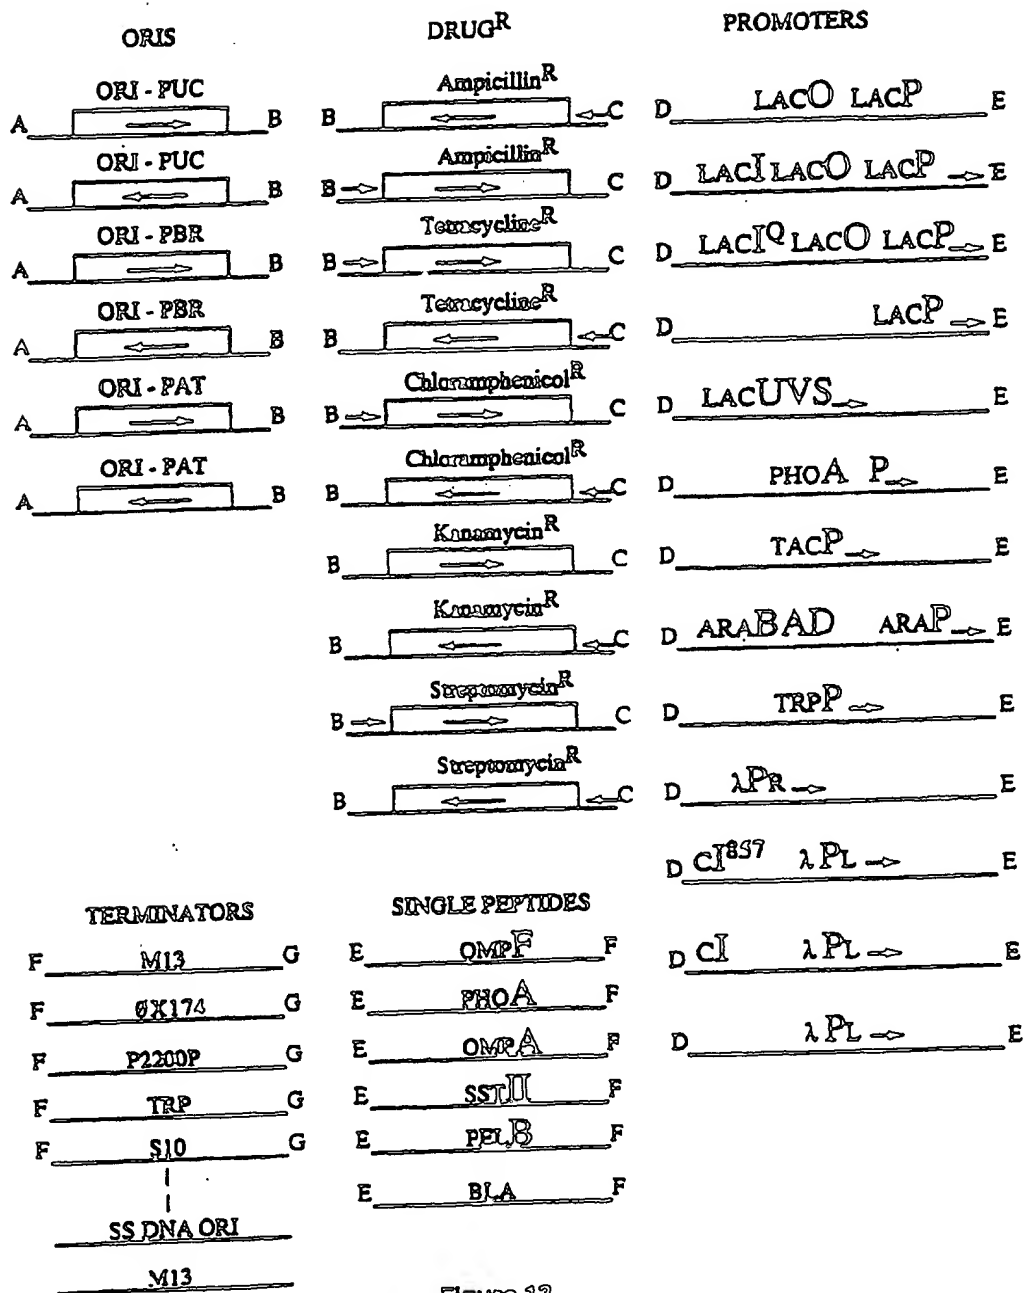 ORIS
ORI - PUC
A B
ORI - PUC
A B
ORI - PBR
A B
ORI - PBR
A B
ORI - PAT
A B
ORI - PAT
A B
DRUGR
AmpicillinR
B C
AmpicillinR
B C
TetracyclineR
B C
TetracyclineR
B C
ChloramphenicolR
B C
ChloramphenicolR
B C
KanamycinR
B C
KanamycinR
B C
StreptomycinR
B C
StreptomycinR
B C
PROMOTERS
D LACO LACP E
D LACI LACO LACP E
D LACIQ LACO LACP E
D LACP E
D LACUVS E
D PHOA P E
D TACP E
D ARABAD ARAP E
D TRPP E
D λPR E
D CI857 λPL E
D CI λPL E
D λPL E
TERMINATORS
F M13 G
F ØX174 G
F P2200P G
F TRP G
F S10 G
SS DNA ORI
M13
SINGLE PEPTIDES
E OMPF F
E PHOA F
E OMPA F
E SSTII F
E PELB F
E BLA F